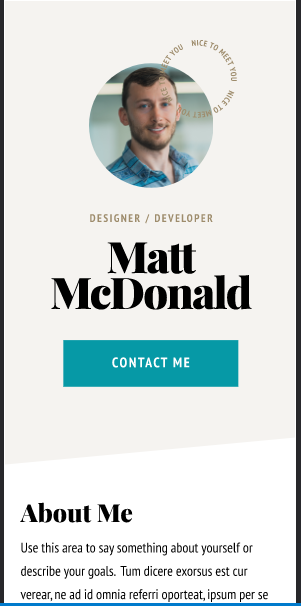 NICE TO MEET YOU NICE TO MEET YOU NICE TO MEET YOU
DESIGNER / DEVELOPER
Matt
McDonald
CONTACT ME
About Me
Use this area to say something about yourself or
describe your goals. Tum dicere exorsus est cur
verear, ne ad id omnia referri oporteat, ipsum per se